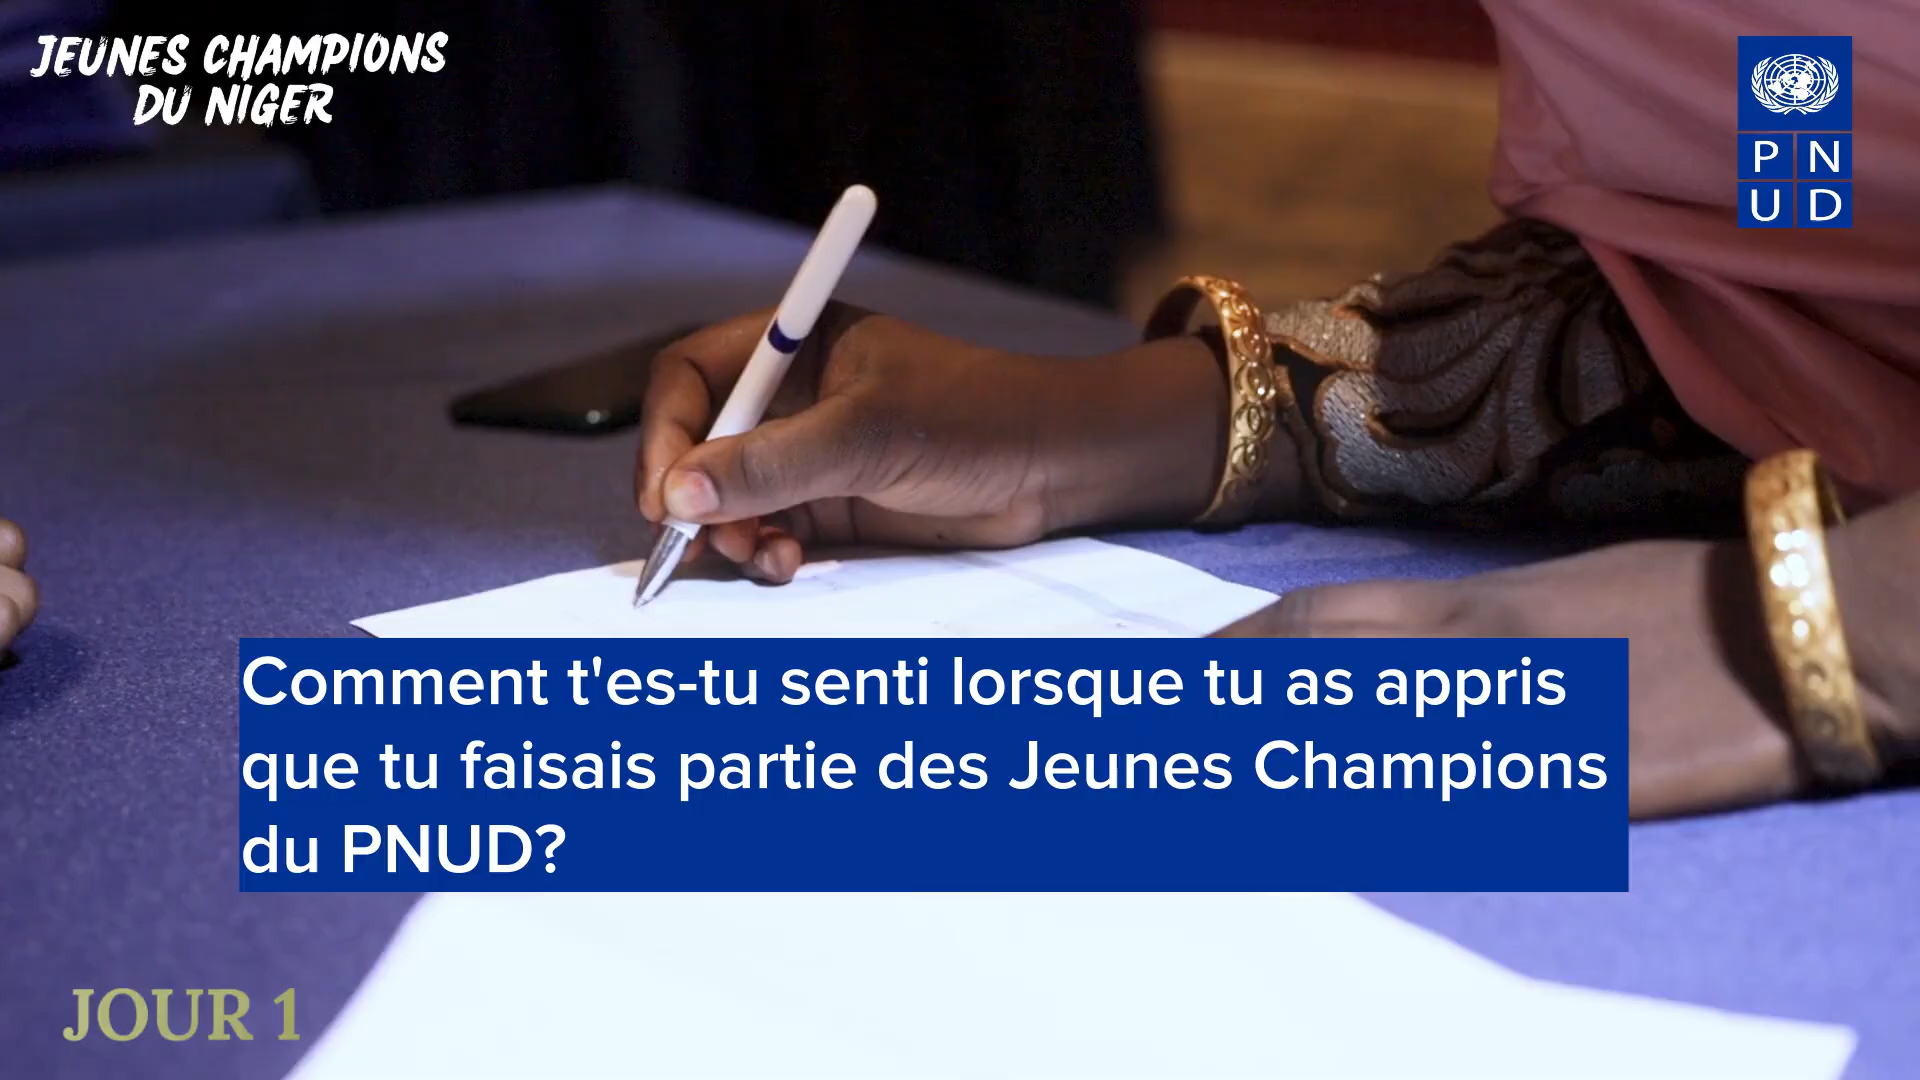 JEUNES CHAMPIONS
DU NIGER
P N
U D
Comment t'es-tu senti lorsque tu as appris
que tu faisais partie des Jeunes Champions
du PNUD?
JOUR 1